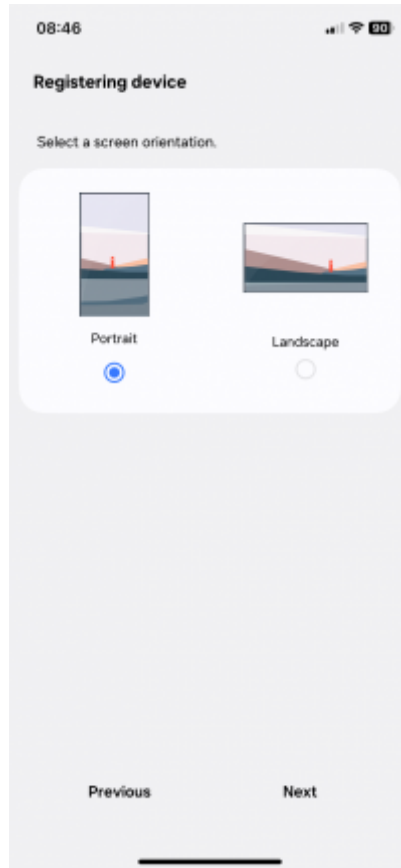 08:46
90
Registering device
Select a screen orientation.
Portrait
Landscape
Previous
Next